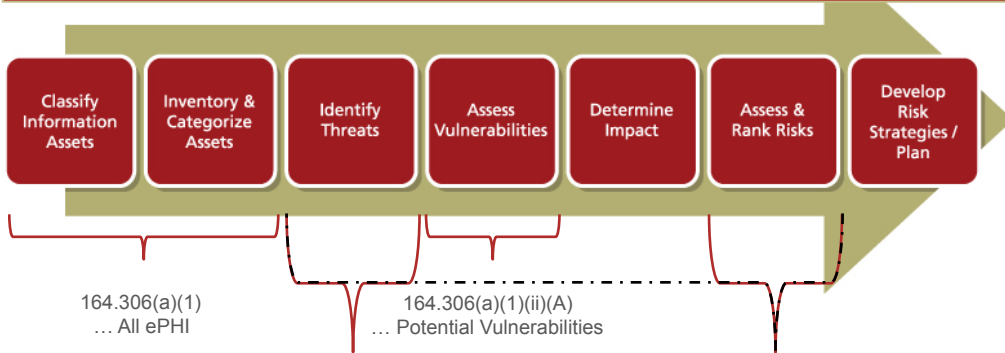 Classify
Information
Assets
Inventory &
Categorize
Assets
Identify
Threats
Assess
Vulnerabilities
Determine
Impact
Assess &
Rank Risks
Develop
Risk
Strategies /
Plan
164.306(a)(1)
… All ePHI
164.306(a)(1)(ii)(A)
… Potential Vulnerabilities